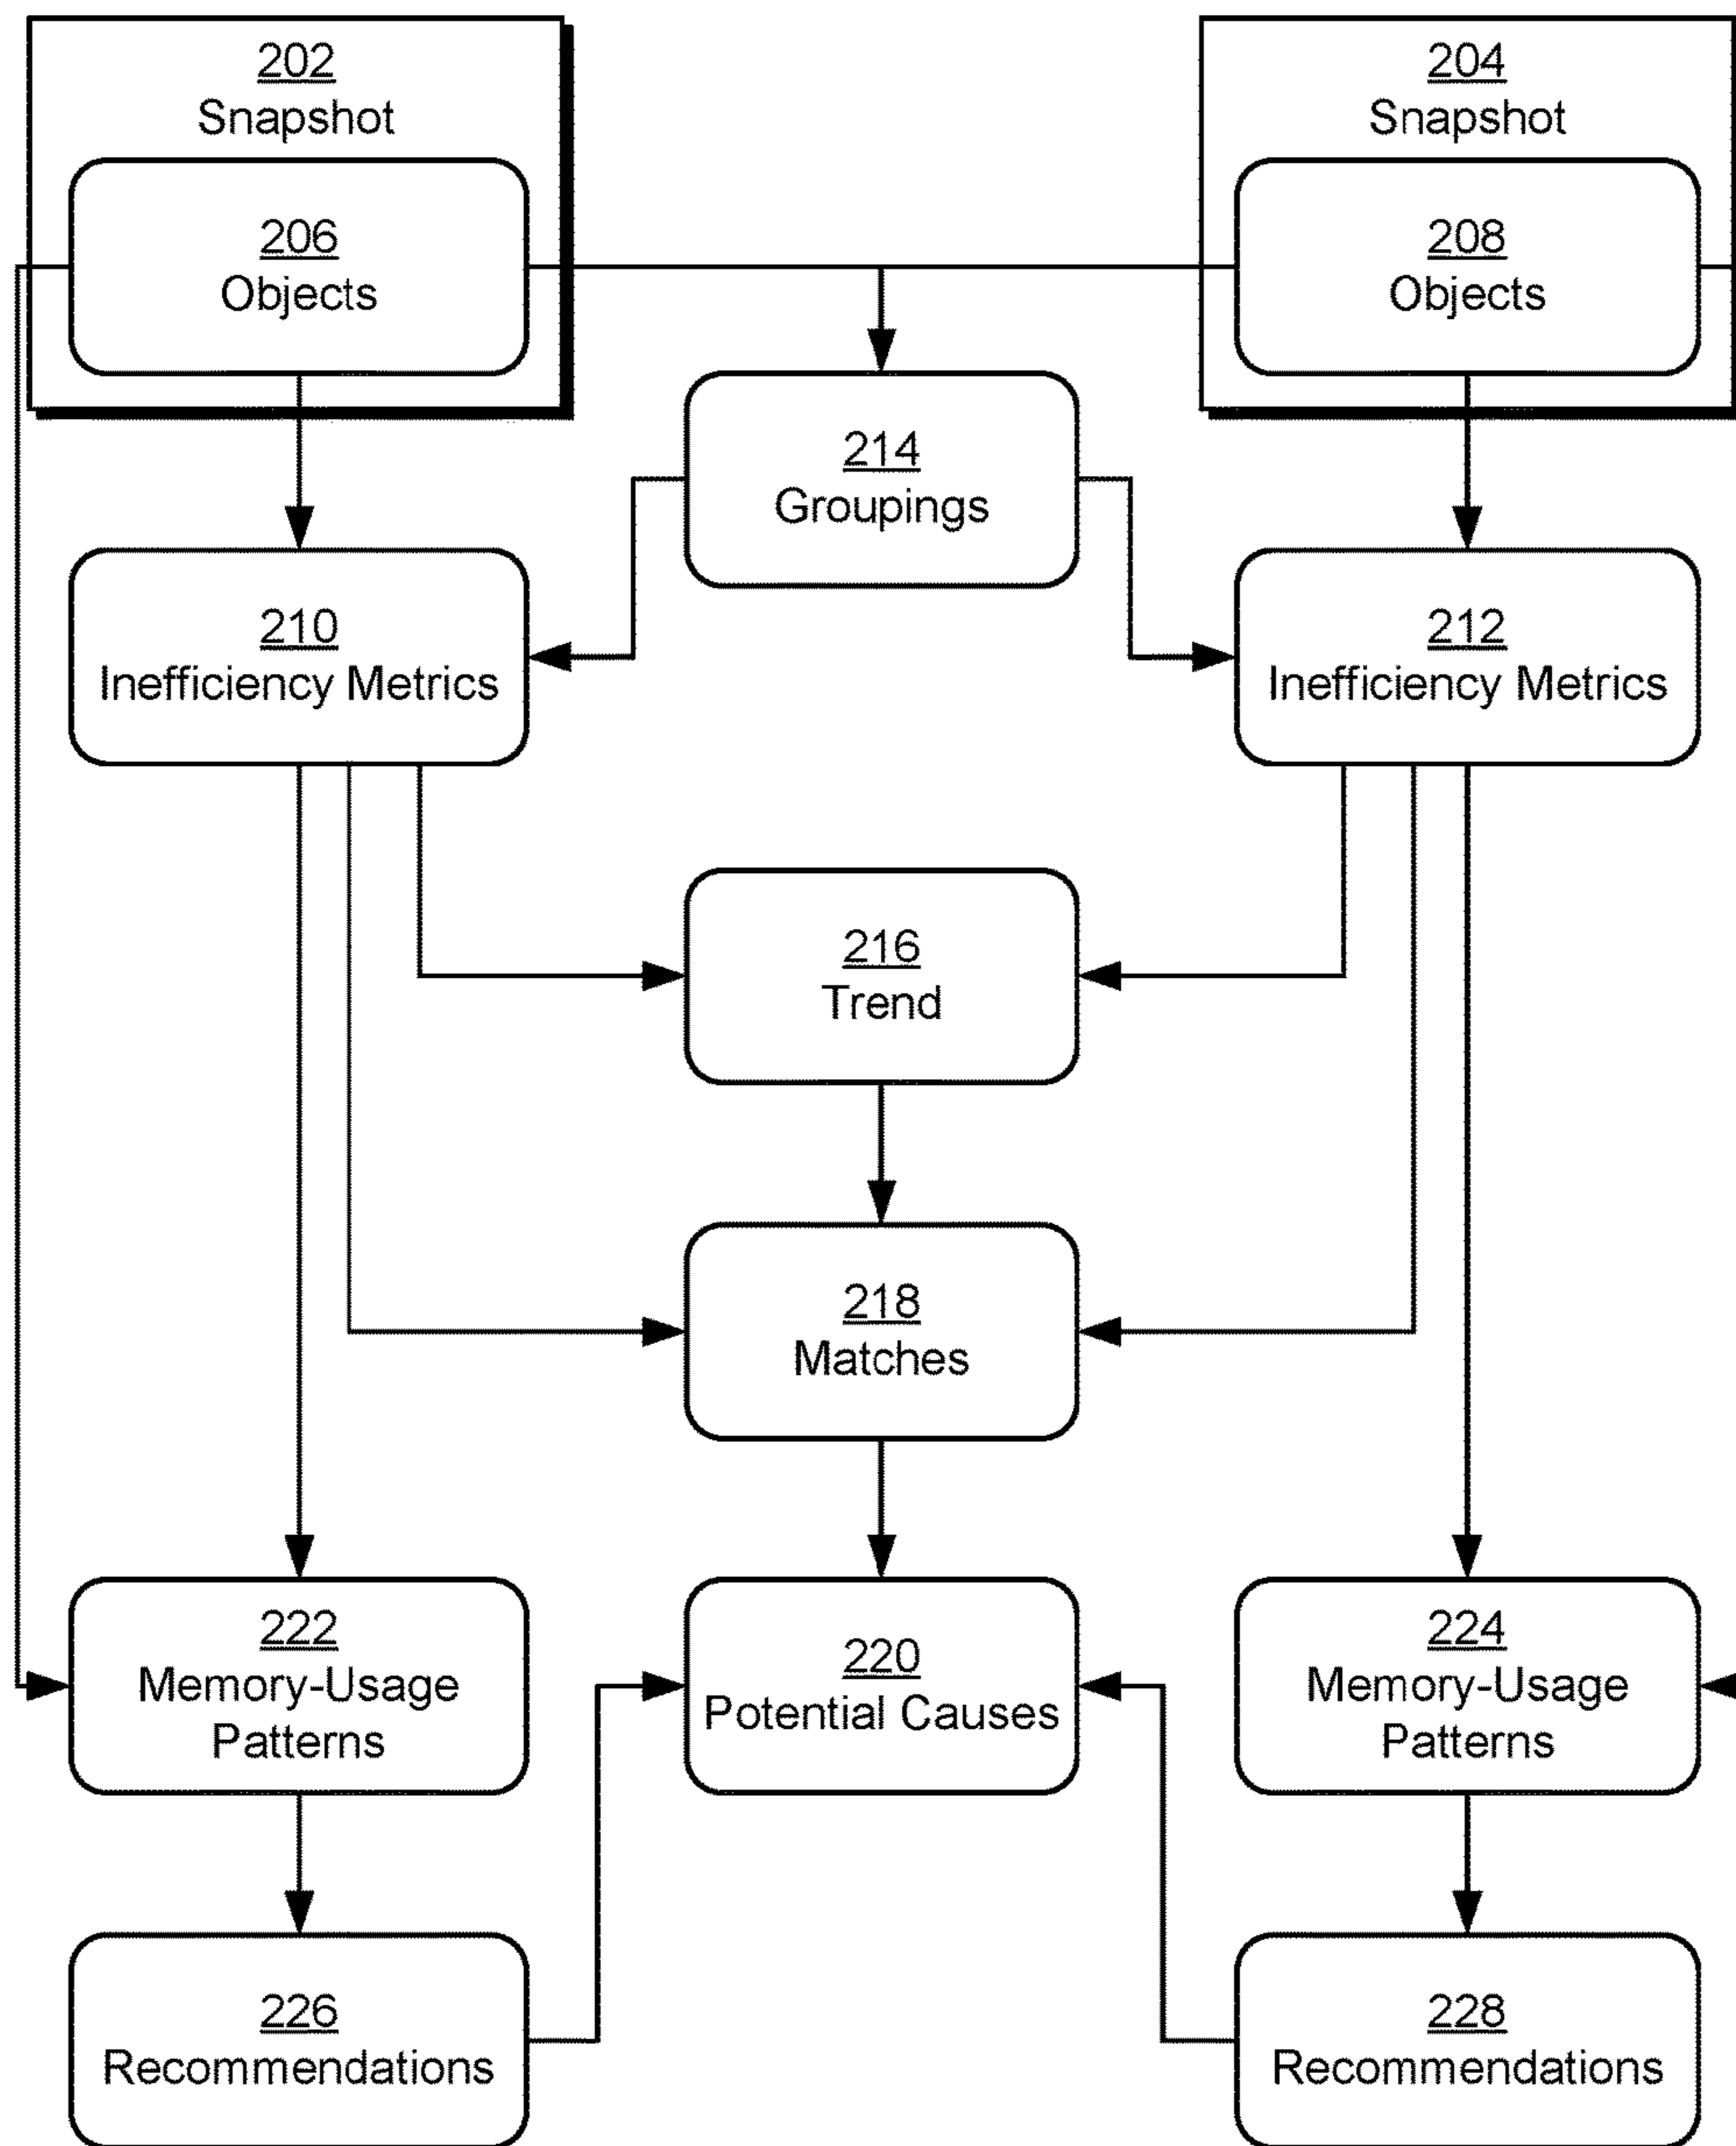 202
Snapshot
204
Snapshot
206
Objects
208
Objects
214
Groupings
210
Inefficiency Metrics
212
Inefficiency Metrics
216
Trend
218
Matches
222
Memory-Usage
Patterns
220
Potential Causes
224
Memory-Usage
Patterns
226
Recommendations
228
Recommendations